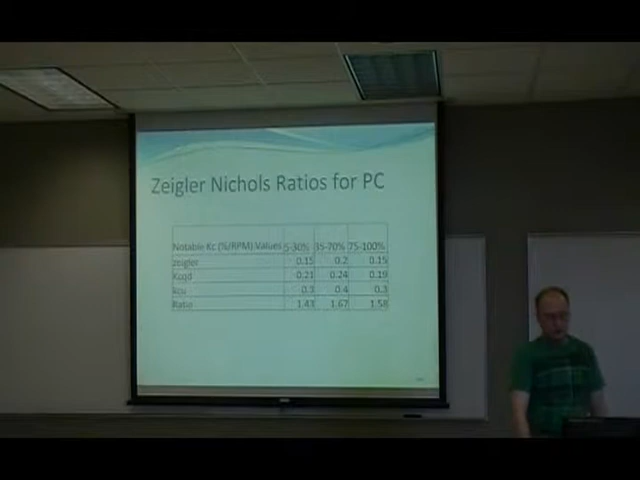 Zeigler Nichols Ratios for PC
Notable Kc (%/RPM) Values 5-30% 35-70% 75-100%
zeigler 0.15 0.2 0.15
Kcqd 0.21 0.24 0.19
kcu 0.3 0.4 0.3
Ratio 1.43 1.67 1.58